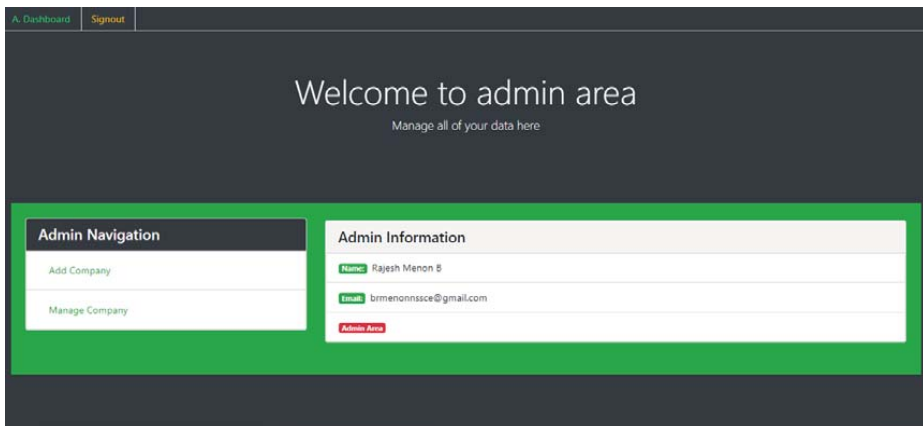 A. Dashboard Signout
Welcome to admin area
Manage all of your data here
Admin Navigation
Add Company
Manage Company
Admin Information
Name: Rajesh Menon B
Email: brmenonnssce@gmail.com
Admin Area